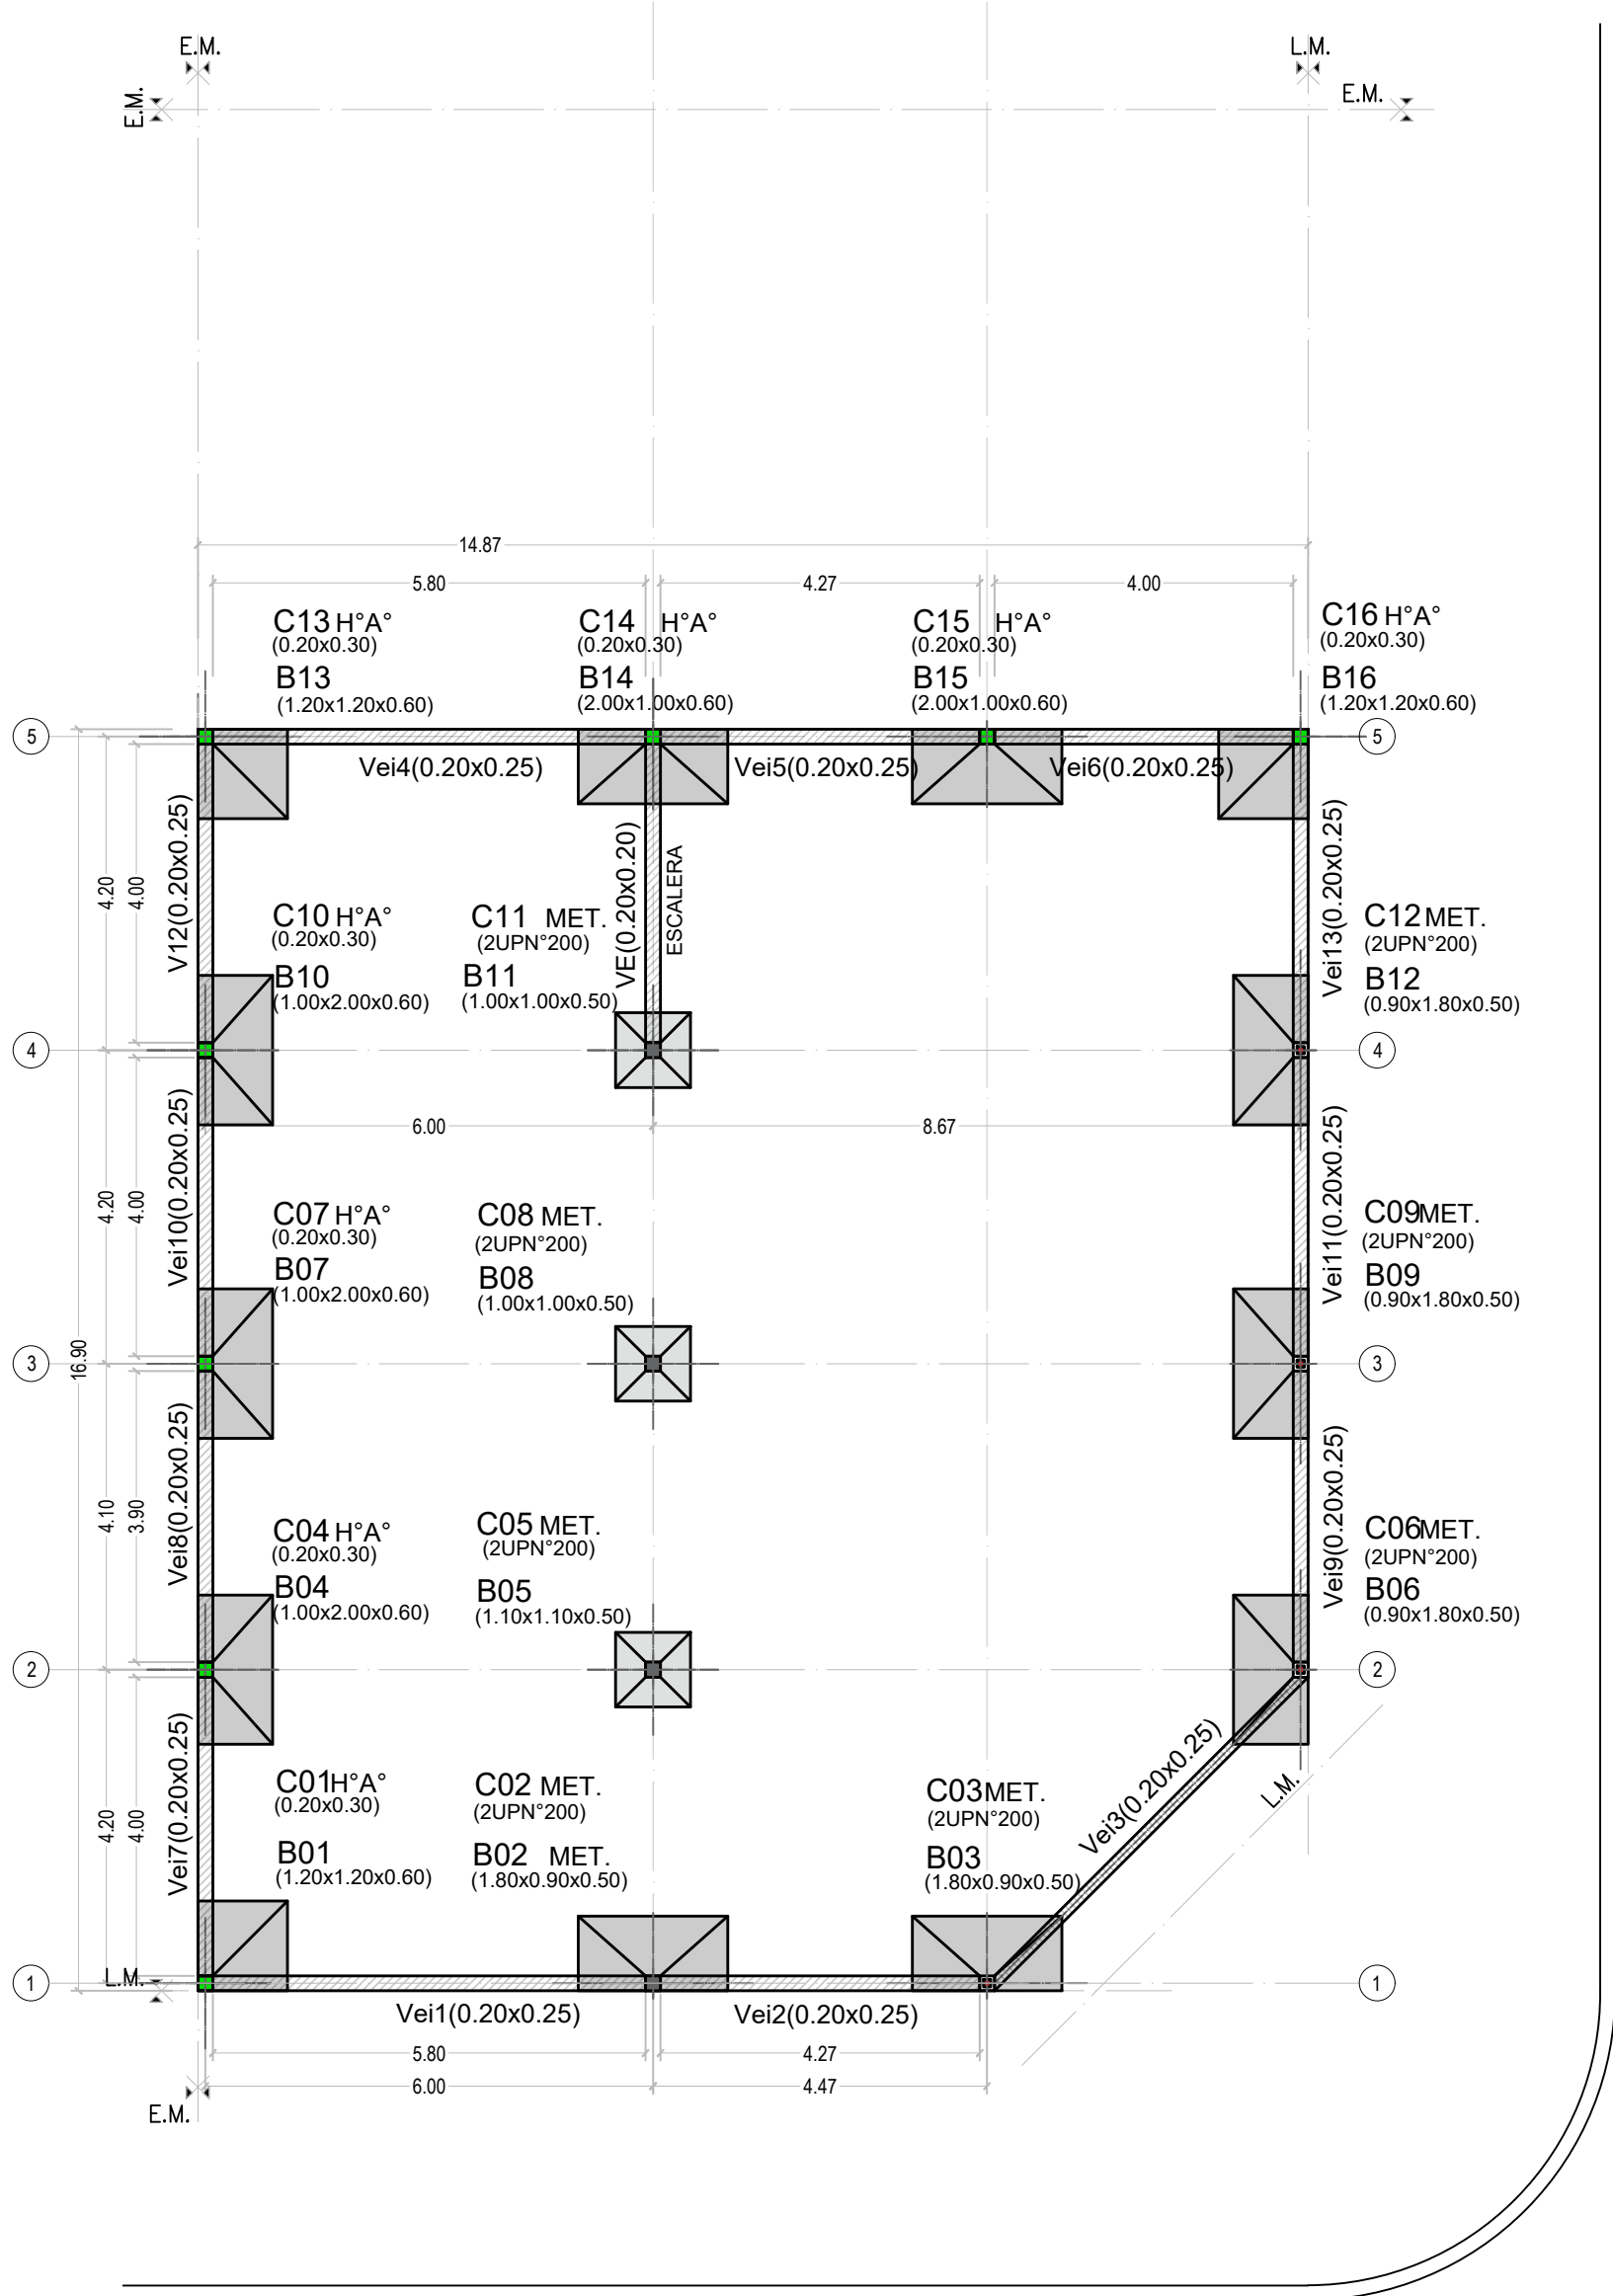 E.M.
L.M.
E.M.
E.M.
14.87
5.80
4.27
4.00
C13 H°A°
(0.20x0.30)
B13
(1.20x1.20x0.60)
C14 H°A°
(0.20x0.30)
B14
(2.00x1.00x0.60)
C15 H°A°
(0.20x0.30)
B15
(2.00x1.00x0.60)
C16 H°A°
(0.20x0.30)
B16
(1.20x1.20x0.60)
5
5
Vei4(0.20x0.25)
Vei5(0.20x0.25)
Vei6(0.20x0.25)
4.20
4.00
V12(0.20x0.25)
VE(0.20x0.20)
ESCALERA
Vei13(0.20x0.25)
C10 H°A°
(0.20x0.30)
B10
(1.00x2.00x0.60)
C11 MET.
(2UPN°200)
B11
(1.00x1.00x0.50)
C12 MET.
(2UPN°200)
B12
(0.90x1.80x0.50)
4
4
6.00
8.67
4.20
4.00
Vei10(0.20x0.25)
Vei11(0.20x0.25)
C07 H°A°
(0.20x0.30)
B07
(1.00x2.00x0.60)
C08 MET.
(2UPN°200)
B08
(1.00x1.00x0.50)
C09 MET.
(2UPN°200)
B09
(0.90x1.80x0.50)
3
3
16.90
4.10
3.90
Vei8(0.20x0.25)
Vei9(0.20x0.25)
C04 H°A°
(0.20x0.30)
B04
(1.00x2.00x0.60)
C05 MET.
(2UPN°200)
B05
(1.10x1.10x0.50)
C06 MET.
(2UPN°200)
B06
(0.90x1.80x0.50)
2
2
4.20
4.00
Vei7(0.20x0.25)
Vei3(0.20x0.25)
L.M.
C01 H°A°
(0.20x0.30)
B01
(1.20x1.20x0.60)
C02 MET.
(2UPN°200)
B02 MET.
(1.80x0.90x0.50)
C03 MET.
(2UPN°200)
B03
(1.80x0.90x0.50)
L.M.
1
1
Vei1(0.20x0.25)
Vei2(0.20x0.25)
5.80
4.27
6.00
4.47
E.M.